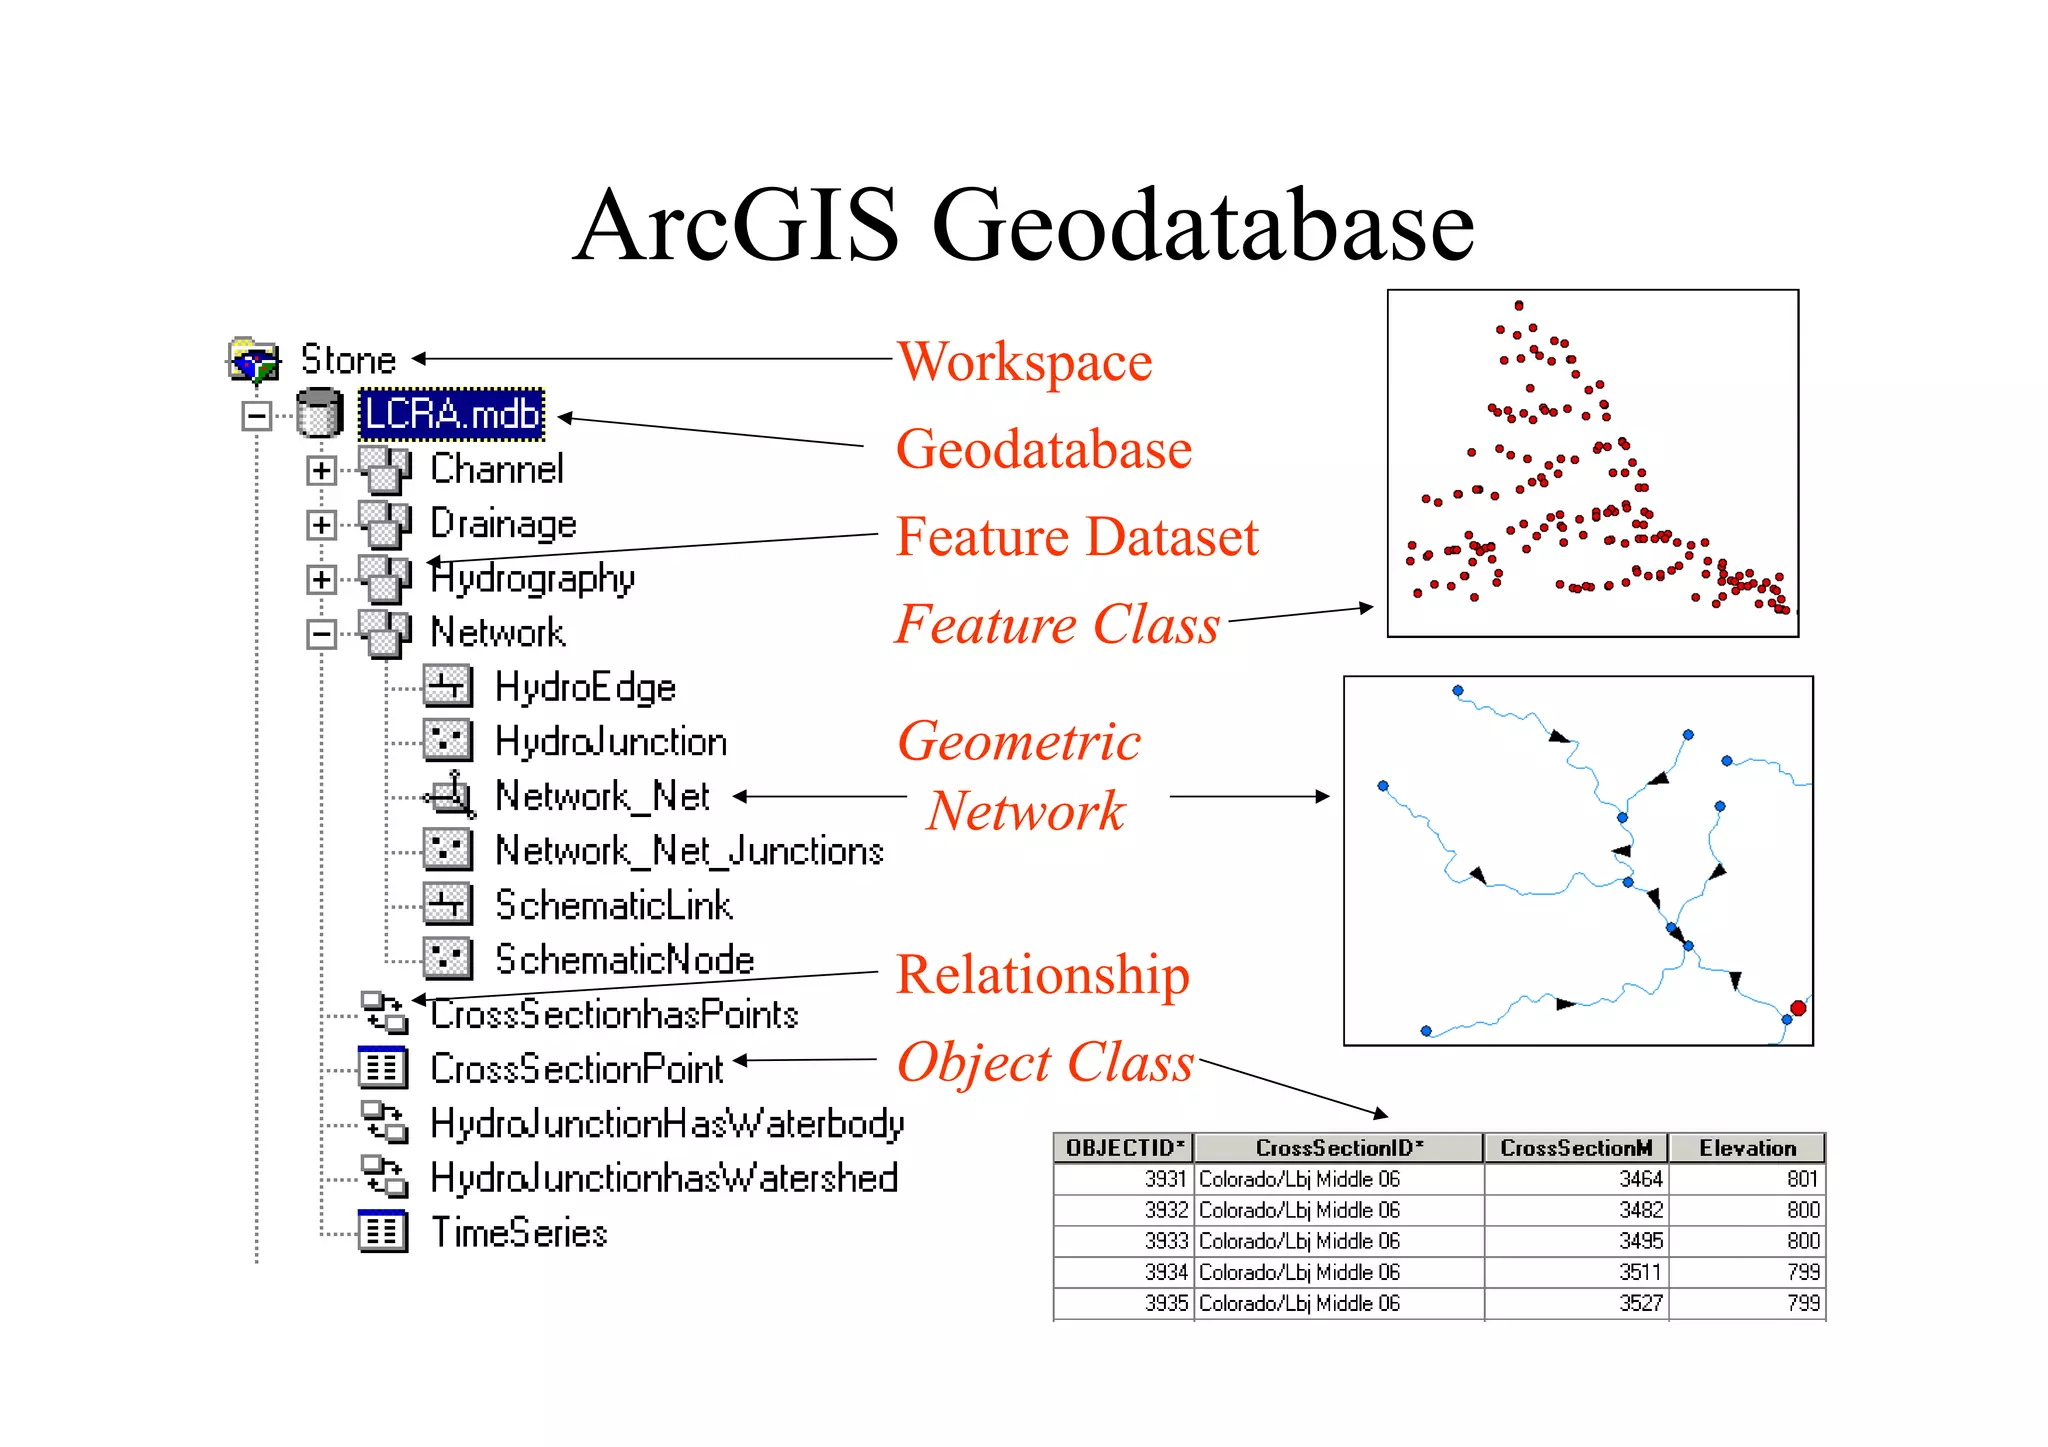 ArcGIS Geodatabase
Stone
LCRA.mdb
Channel
Drainage
Hydrography
Network
HydroEdge
HydroJunction
Network_Net
Network_Net_Junctions
SchematicLink
SchematicNode
CrossSectionhasPoints
CrossSectionPoint
HydroJunctionHasWaterbody
HydroJunctionhasWatershed
TimeSeries
Workspace
Geodatabase
Feature Dataset
Feature Class
Geometric
Network
Relationship
Object Class
OBJECTID* CrossSectionID* CrossSectionM Elevation
3931 Colorado/Lbj Middle 06 3464 801
3932 Colorado/Lbj Middle 06 3482 800
3933 Colorado/Lbj Middle 06 3495 800
3934 Colorado/Lbj Middle 06 3511 799
3935 Colorado/Lbj Middle 06 3527 799